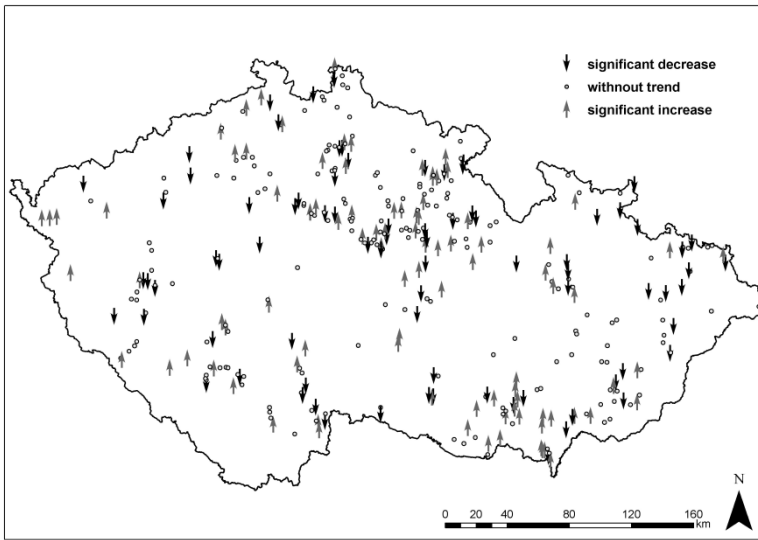 significant decrease
withnout trend
significant increase
N
0 20 40 80 120 160
km